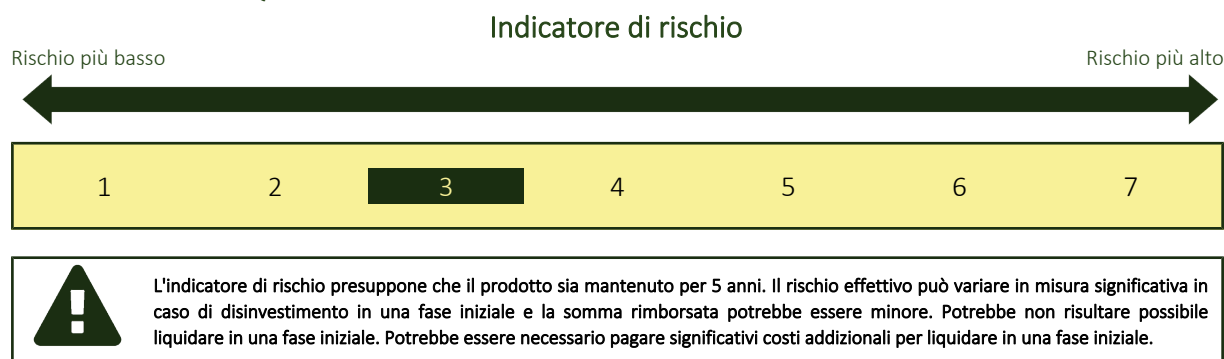 Indicatore di rischio
Rischio più basso
Rischio più alto
1 2 3 4 5 6 7
L'indicatore di rischio presuppone che il prodotto sia mantenuto per 5 anni. Il rischio effettivo può variare in misura significativa in
caso di disinvestimento in una fase iniziale e la somma rimborsata potrebbe essere minore. Potrebbe non risultare possibile
liquidare in una fase iniziale. Potrebbe essere necessario pagare significativi costi addizionali per liquidare in una fase iniziale.